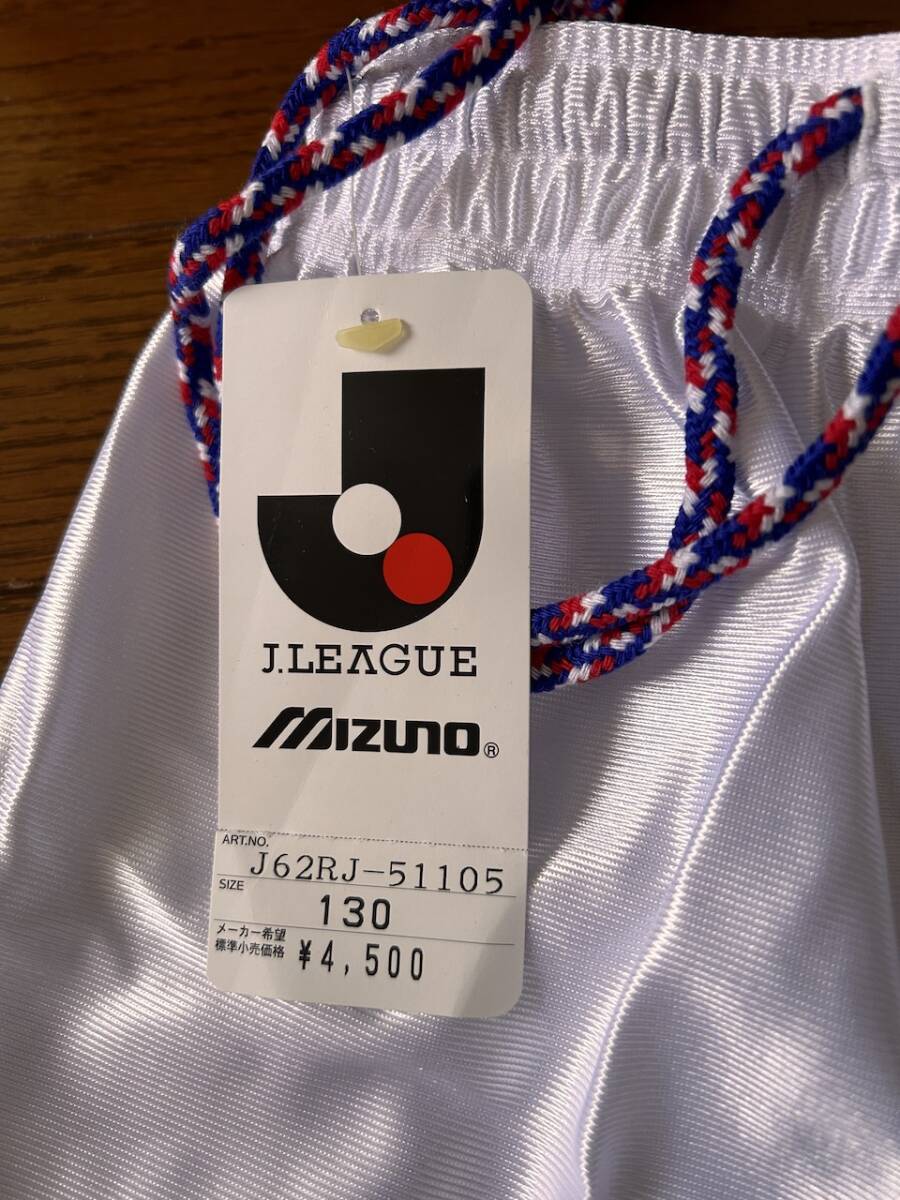 J.LEAGUE
mizuno®
ART.NO.
J62RJ-51105
SIZE
130
メーカー希望
標準小売価格 ¥4,500